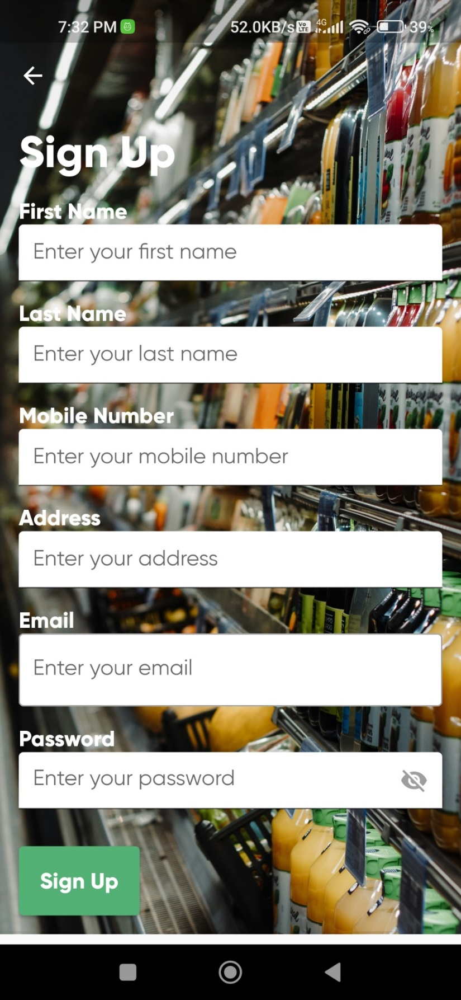 7:32 PM 52.0KB/s Vo LTE 4G 39%
Sign Up
First Name
Enter your first name
Last Name
Enter your last name
Mobile Number
Enter your mobile number
Address
Enter your address
Email
Enter your email
Password
Enter your password
Sign Up